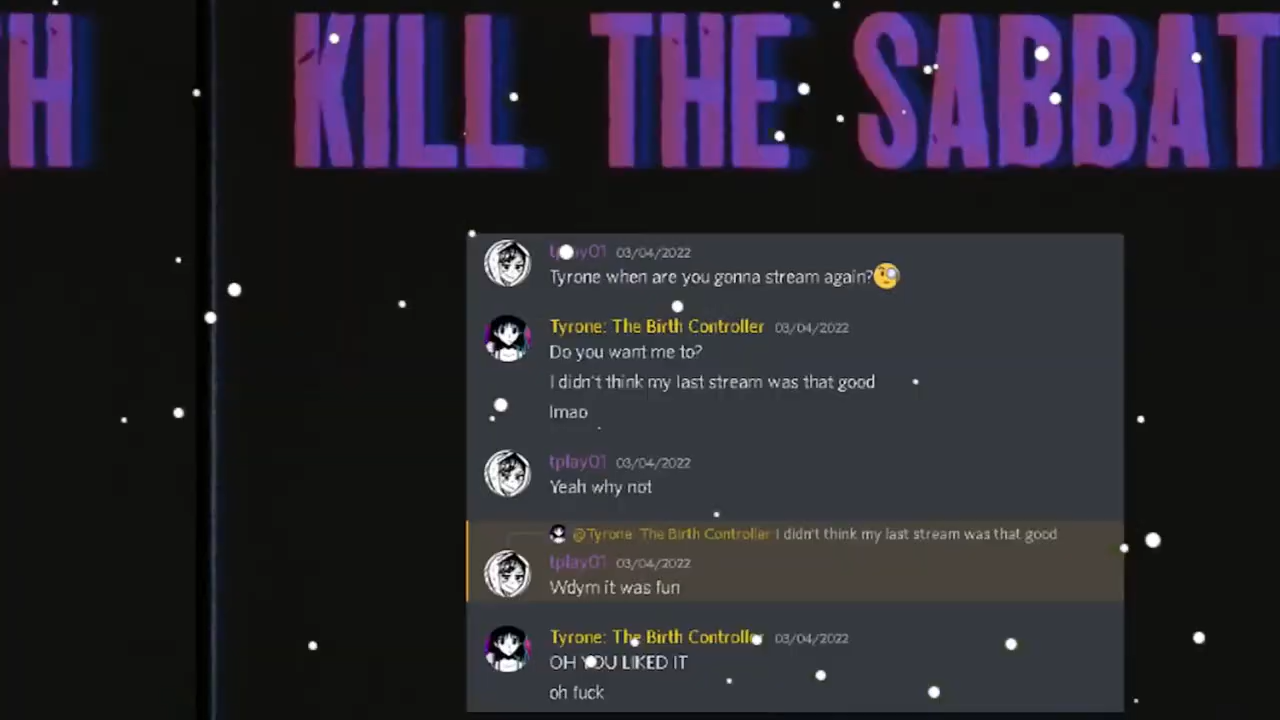 TH KILL THE SABBAT
tplay01 03/04/2022
Tyrone when are you gonna stream again?🧐
Tyrone: The Birth Controller 03/04/2022
Do you want me to?
I didn't think my last stream was that good
lmao
tplay01 03/04/2022
Yeah why not
@Tyrone: The Birth Controller I didn't think my last stream was that good
tplay01 03/04/2022
Wdym it was fun
Tyrone: The Birth Controller 03/04/2022
OH YOU LIKED IT
oh fuck